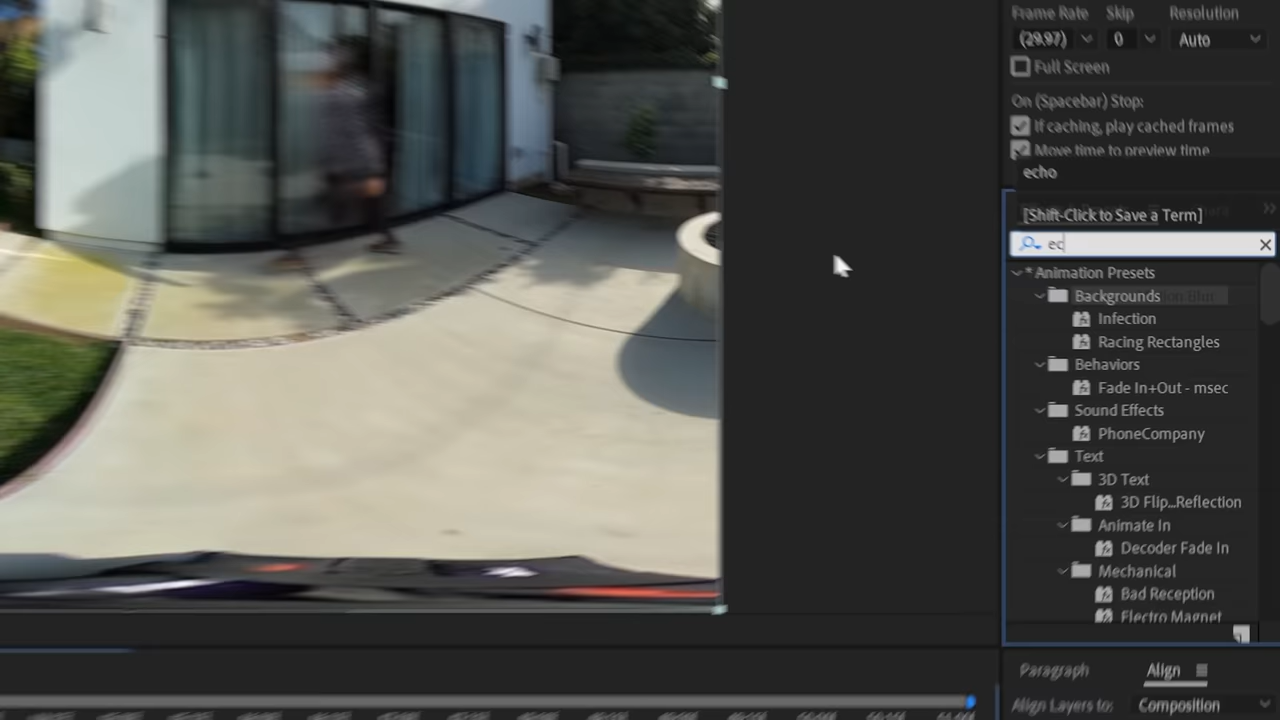 Frame Rate Skip Resolution
(29.97) 0 Auto
Full Screen
On (Spacebar) Stop:
If caching, play cached frames
Move time to preview time
echo
[Shift-Click to Save a Term]
ec
* Animation Presets
Backgrounds
Infection
Racing Rectangles
Behaviors
Fade In+Out - msec
Sound Effects
PhoneCompany
Text
3D Text
3D Flip...Reflection
Animate In
Decoder Fade In
Mechanical
Bad Reception
Electro Magnet
Paragraph Align
Align Layers to: Composition